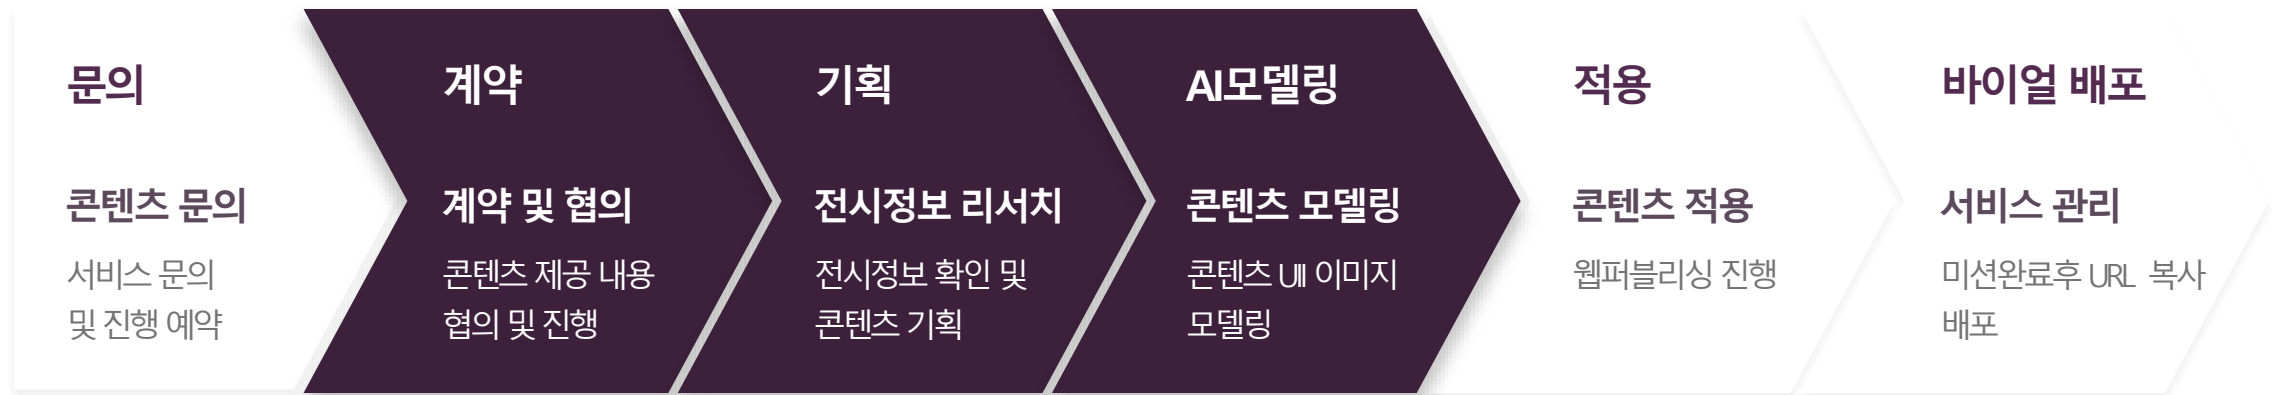 문의
콘텐츠 문의
서비스 문의
및 진행 예약
계약
계약 및 협의
콘텐츠 제공 내용
협의 및 진행
기획
전시정보 리서치
전시정보 확인 및
콘텐츠 기획
AI모델링
콘텐츠 모델링
콘텐츠 UII 이미지
모델링
적용
콘텐츠 적용
웹퍼블리싱 진행
바이얼 배포
서비스 관리
미션완료후 URL 복사
배포